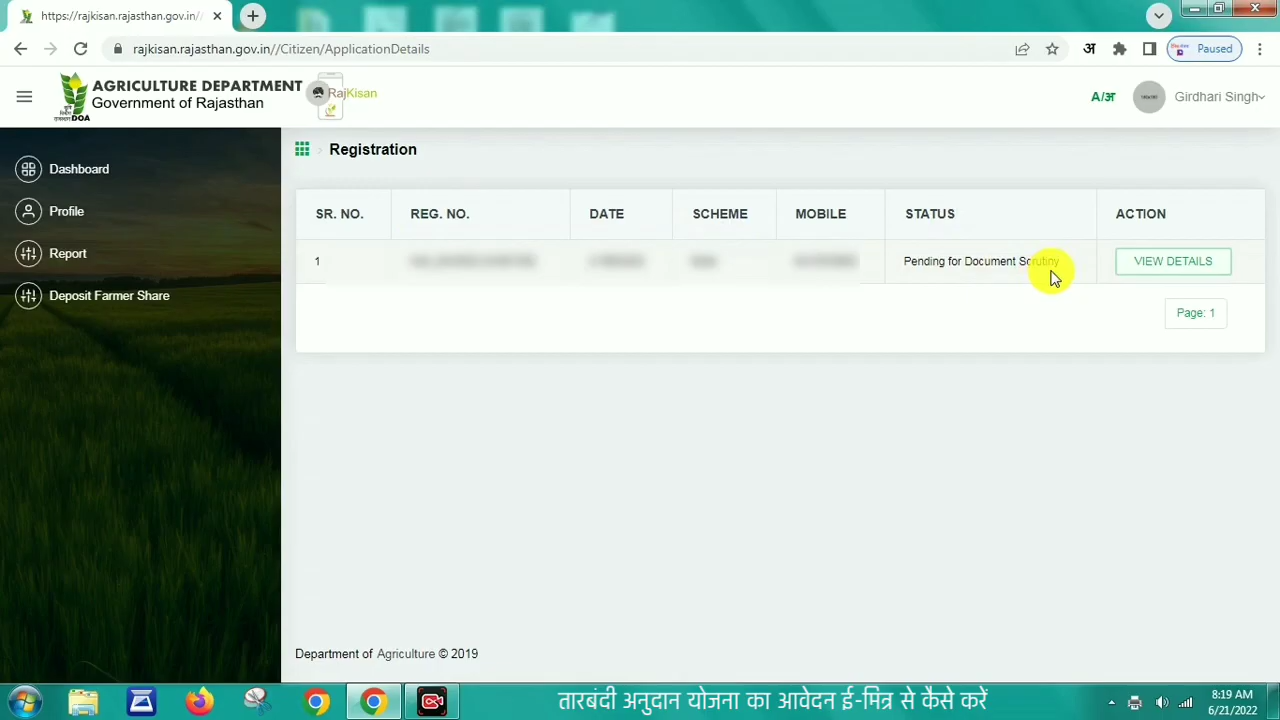 https://rajkisan.rajasthan.gov.in//
rajkisan.rajasthan.gov.in//Citizen/ApplicationDetails
अ
Paused
AGRICULTURE DEPARTMENT
Government of Rajasthan
DOA
RajKisan
A/अ
Girdhari Singh
Dashboard
Profile
Report
Deposit Farmer Share
Registration
SR. NO. REG. NO. DATE SCHEME MOBILE STATUS ACTION
1 Pending for Document Scrutiny VIEW DETAILS
Page: 1
Department of Agriculture © 2019
तारबंदी अनुदान योजना का आवेदन ई-मित्र से कैसे करें
8:19 AM
6/21/2022